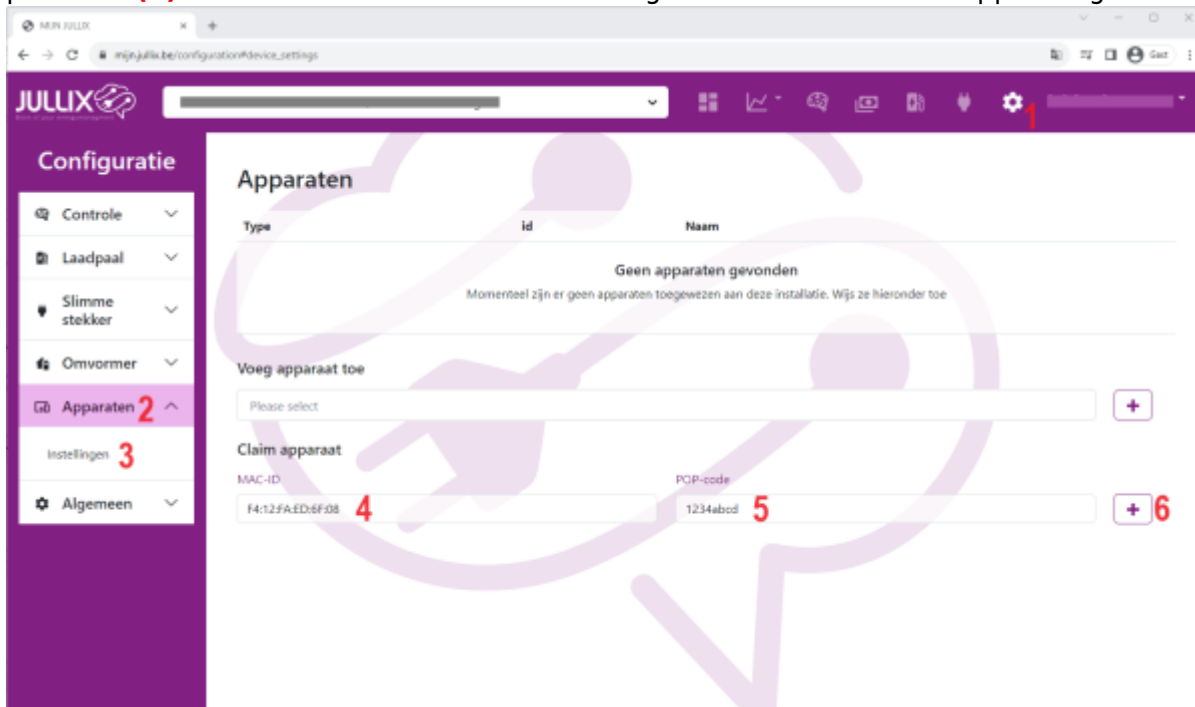 MIJN JULLIX
mijn.jullix.be/configuration#device_settings
Gast
JULLIX
1
Configuratie
Controle
Laadpaal
Slimme
stekker
Omvormer
Apparaten 2
Instellingen 3
Algemeen
Apparaten
Type id Naam
Geen apparaten gevonden
Momenteel zijn er geen apparaten toegewezen aan deze installatie. Wijs ze hieronder toe
Voeg apparaat toe
Please select
+
Claim apparaat
MAC-ID POP-code
F4:12:FA:ED:6F:08 4 1234abcd 5 + 6